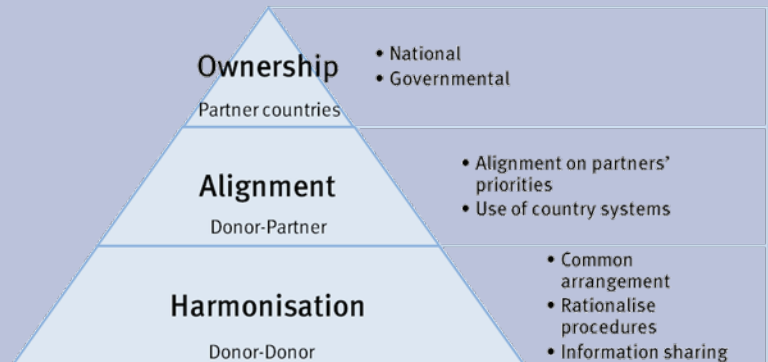 Ownership
Partner countries
• National
• Governmental
Alignment
Donor-Partner
• Alignment on partners’
priorities
• Use of country systems
Harmonisation
Donor-Donor
• Common
arrangement
• Rationalise
procedures
• Information sharing